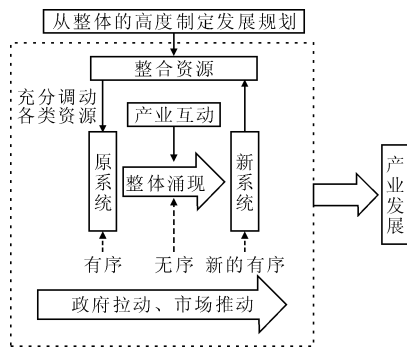 从整体的高度制定发展规划
整合资源
充分调动
各类资源
产业互动
原系统
整体涌现
新系统
产业发展
有序
无序
新的有序
政府拉动、市场推动